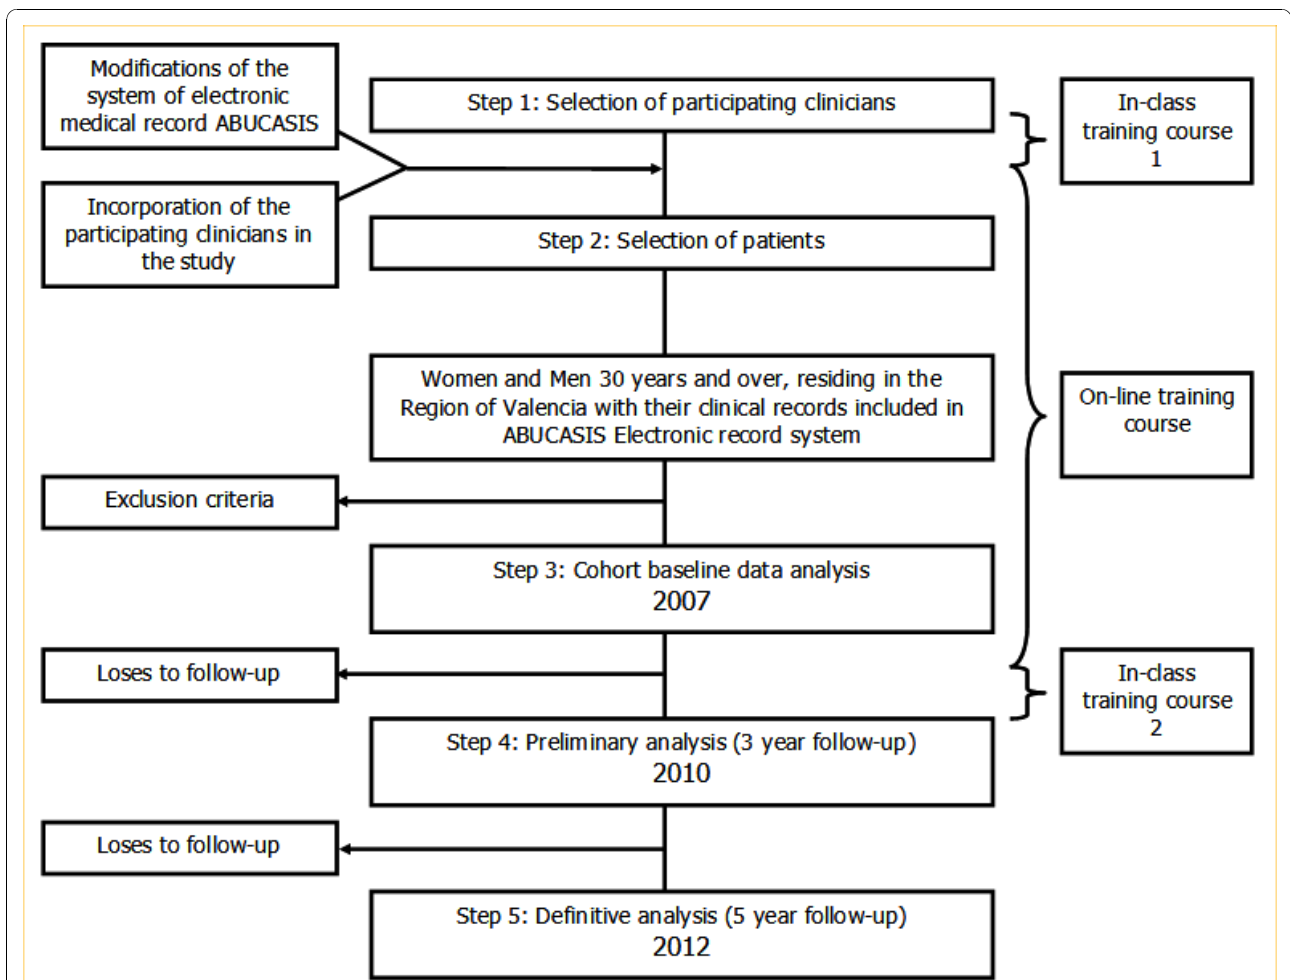 Modifications of the
system of electronic
medical record ABUCASIS
Step 1: Selection of participating clinicians
In-class
training course
1
Incorporation of the
participating clinicians in
the study
Step 2: Selection of patients
Women and Men 30 years and over, residing in the
Region of Valencia with their clinical records included in
ABUCASIS Electronic record system
On-line training
course
Exclusion criteria
Step 3: Cohort baseline data analysis
2007
Loses to follow-up
In-class
training course
2
Step 4: Preliminary analysis (3 year follow-up)
2010
Loses to follow-up
Step 5: Definitive analysis (5 year follow-up)
2012